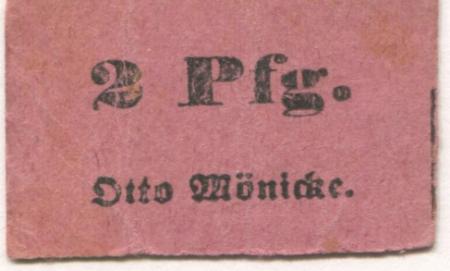 2 Pfg.
Otto Mönicke.